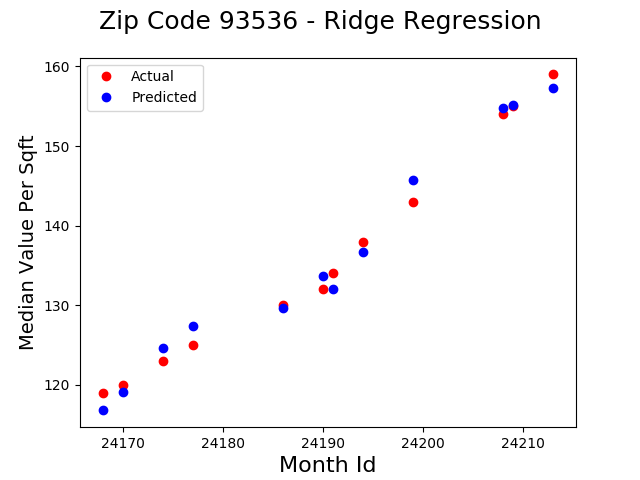 Zip Code 93536 - Ridge Regression
Actual
Predicted
Median Value Per Sqft
160
150
140
130
120
24170
24180
24190
24200
24210
Month Id